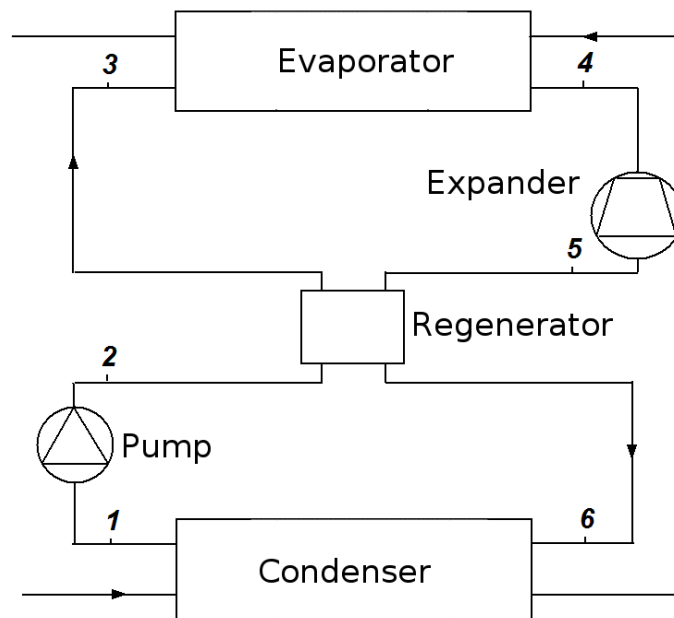 Evaporator
3
4
Expander
5
Regenerator
2
Pump
1
6
Condenser